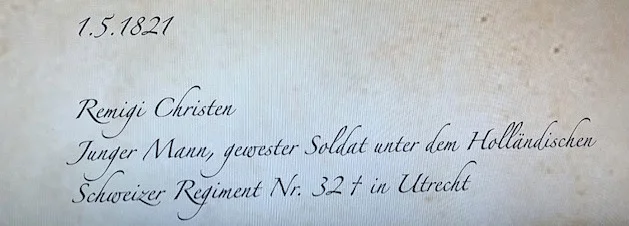 1.5.1821
Remigi Christen
Junger Mann, gewester Soldat unter dem Holländischen
Schweizer Regiment Nr. 32 † in Utrecht